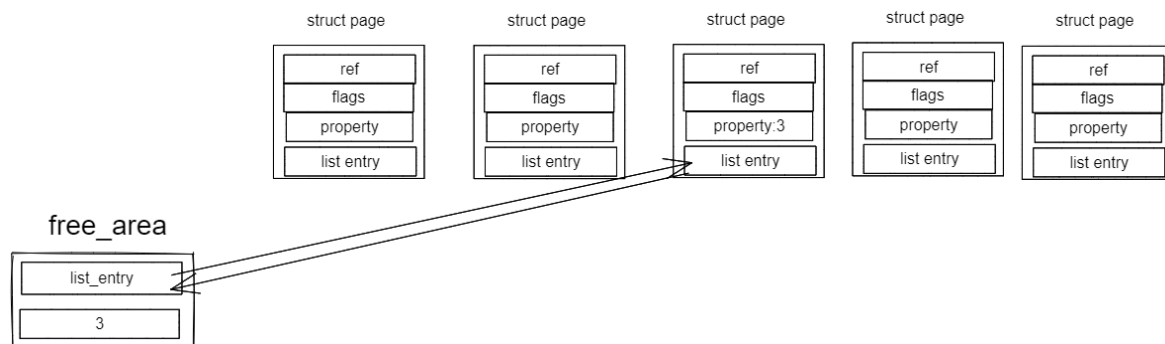 struct page
struct page
struct page
struct page
struct page
ref
flags
property
list entry
ref
flags
property
list entry
ref
flags
property:3
list entry
ref
flags
property
list entry
ref
flags
property
list entry
free_area
list_entry
3